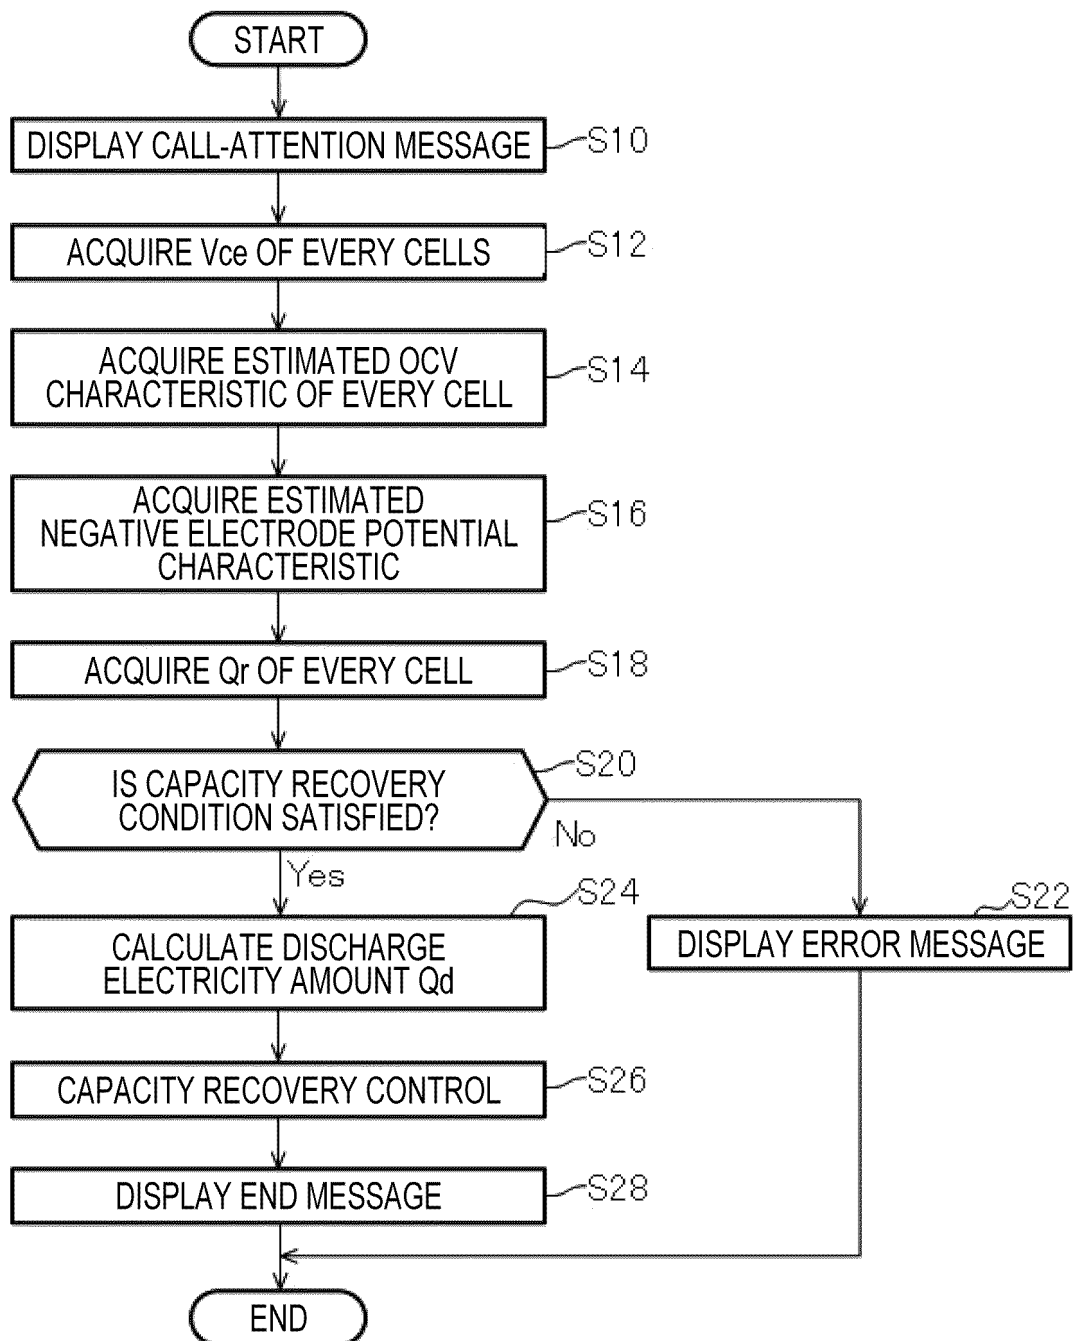 START
DISPLAY CALL-ATTENTION MESSAGE
S10
ACQUIRE Vce OF EVERY CELLS
S12
ACQUIRE ESTIMATED OCV
CHARACTERISTIC OF EVERY CELL
S14
ACQUIRE ESTIMATED
NEGATIVE ELECTRODE POTENTIAL
CHARACTERISTIC
S16
ACQUIRE Qr OF EVERY CELL
S18
IS CAPACITY RECOVERY
CONDITION SATISFIED?
S20
No
Yes
S24
CALCULATE DISCHARGE
ELECTRICITY AMOUNT Qd
S22
DISPLAY ERROR MESSAGE
CAPACITY RECOVERY CONTROL
S26
DISPLAY END MESSAGE
S28
END